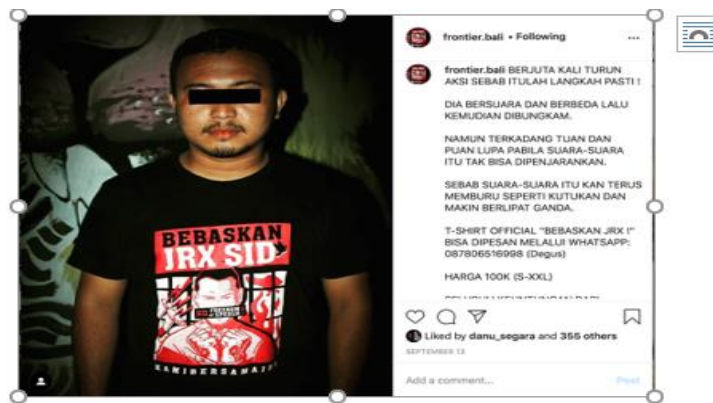 frontier.bali • Following
frontier.bali BERJUTA KALI TURUN
AKSI SEBAB ITULAH LANGKAH PASTI !
DIA BERSUARA DAN BERBEDA LALU
KEMUDIAN DIBUNGKAM.
NAMUN TERKADANG TUAN DAN
PUAN LUPA PABILA SUARA-SUARA
ITU TAK BISA DIPENJARANKAN.
SEBAB SUARA-SUARA ITU KAN TERUS
MEMBURU SEPERTI KUTUKAN DAN
MAKIN BERLIPAT GANDA.
T-SHIRT OFFICIAL "BEBASKAN JRX !"
BISA DIPESAN MELALUI WHATSAPP:
087806516998 (Degus)
HARGA 100K (S-XXL)
Liked by danu_segara and 355 others
SEPTEMBER 13
Add a comment...
Post
BEBASKAN
JRX SID
FREEDOM
SPEECH